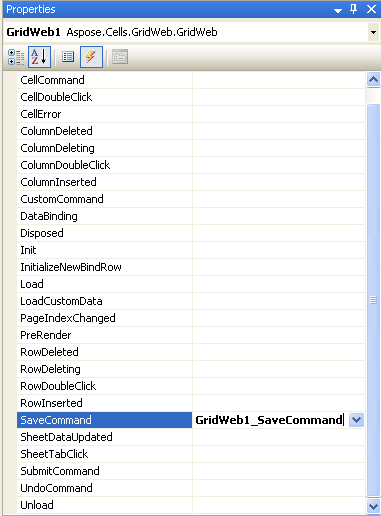 Properties
GridWeb1 Aspose.Cells.GridWeb.GridWeb
CellCommand
CellDoubleClick
CellError
ColumnDeleted
ColumnDeleting
ColumnDoubleClick
ColumnInserted
CustomCommand
DataBinding
Disposed
Init
InitializeNewBindRow
Load
LoadCustomData
PageIndexChanged
PreRender
RowDeleted
RowDeleting
RowDoubleClick
RowInserted
SaveCommand GridWeb1_SaveCommand
SheetDataUpdated
SheetTabClick
SubmitCommand
UndoCommand
Unload